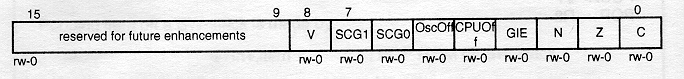 15 9 8 7 0
reserved for future enhancements V SCG1 SCG0 OscOff CPUOf
f GIE N Z C
rw-0 rw-0 rw-0 rw-0 rw-0 rw-0 rw-0 rw-0 rw-0 rw-0